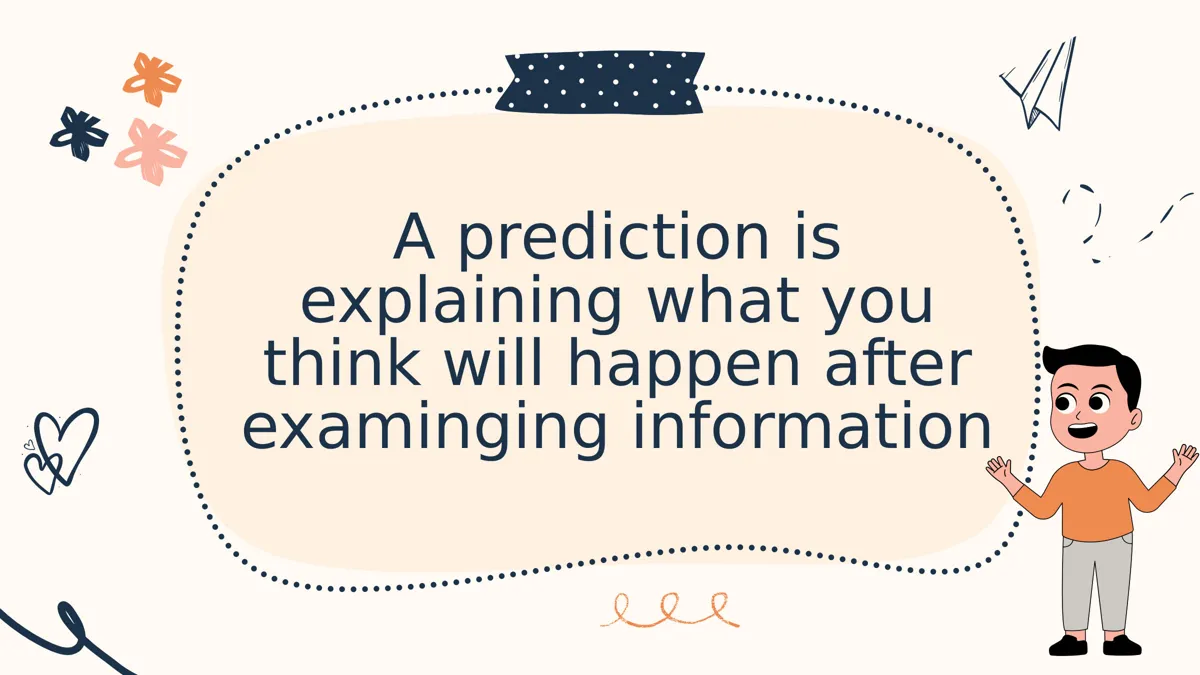 A prediction is
explaining what you
think will happen after
examinging information